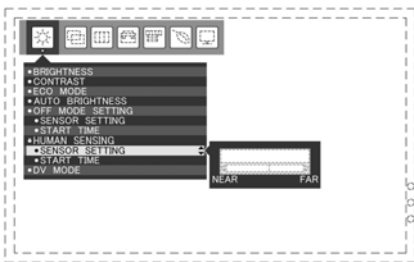 •BRIGHTNESS
•CONTRAST
•ECO MODE
•AUTO BRIGHTNESS
•OFF MODE SETTING
•SENSOR SETTING
•START TIME
•HUMAN SENSING
•SENSOR SETTING
•START TIME
•DV MODE
NEAR FAR